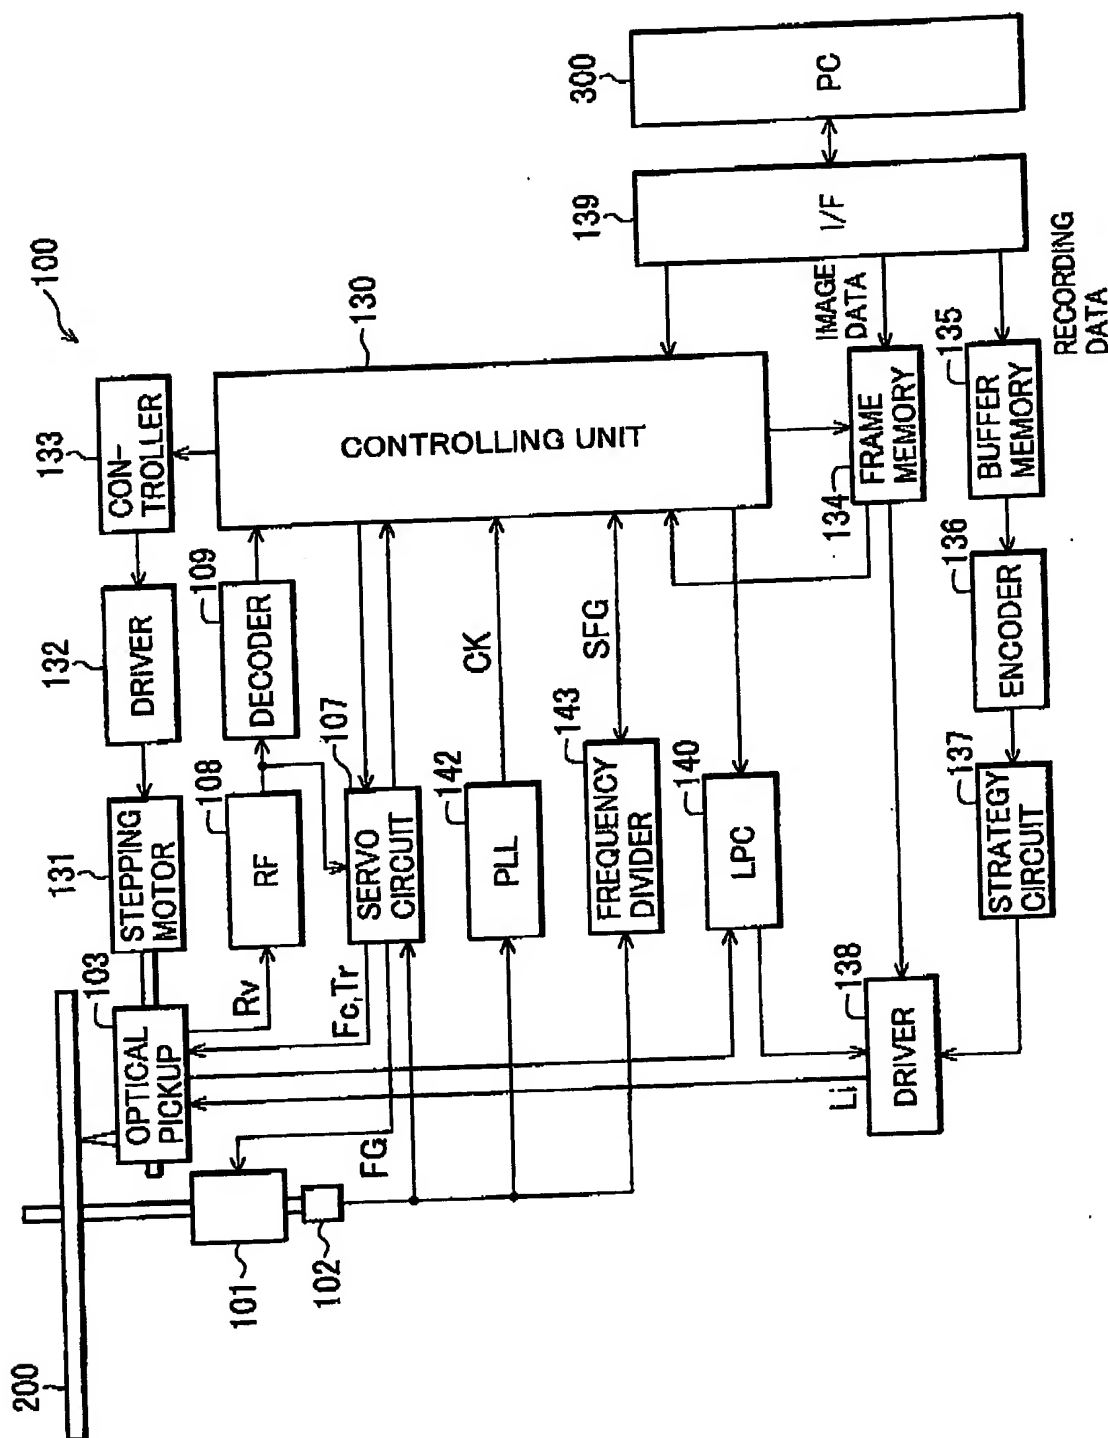 100
200
103
OPTICAL
PICKUP
131
STEPPING
MOTOR
132
DRIVER
133
CON-
TROLLER
101
102
Rv
108
RF
109
DECODER
130
CONTROLLING UNIT
Fc,Tr
FG
107
SERVO
CIRCUIT
142
PLL
CK
143
FREQUENCY
DIVIDER
SFG
140
LPC
Li
138
DRIVER
134
FRAME
MEMORY
IMAGE
DATA
139
I/F
300
PC
137
STRATEGY
CIRCUIT
136
ENCODER
135
BUFFER
MEMORY
RECORDING
DATA